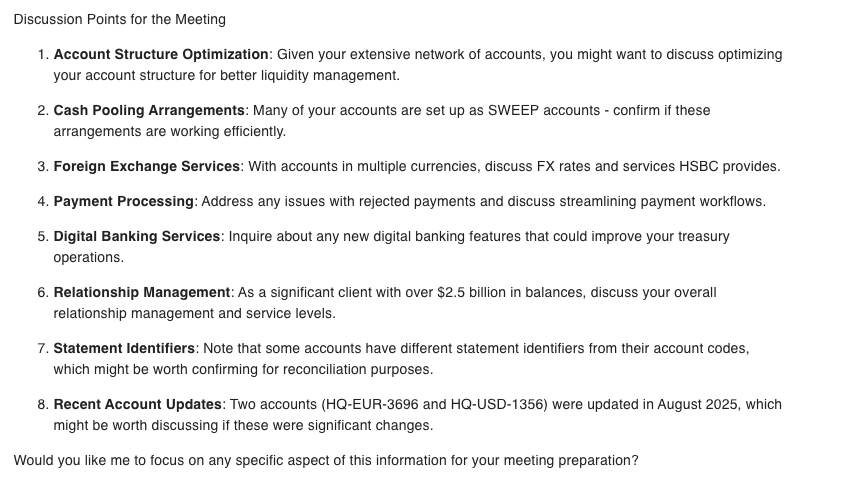 Discussion Points for the Meeting
1. Account Structure Optimization: Given your extensive network of accounts, you might want to discuss optimizing
your account structure for better liquidity management.
2. Cash Pooling Arrangements: Many of your accounts are set up as SWEEP accounts - confirm if these
arrangements are working efficiently.
3. Foreign Exchange Services: With accounts in multiple currencies, discuss FX rates and services HSBC provides.
4. Payment Processing: Address any issues with rejected payments and discuss streamlining payment workflows.
5. Digital Banking Services: Inquire about any new digital banking features that could improve your treasury
operations.
6. Relationship Management: As a significant client with over $2.5 billion in balances, discuss your overall
relationship management and service levels.
7. Statement Identifiers: Note that some accounts have different statement identifiers from their account codes,
which might be worth confirming for reconciliation purposes.
8. Recent Account Updates: Two accounts (HQ-EUR-3696 and HQ-USD-1356) were updated in August 2025, which
might be worth discussing if these were significant changes.
Would you like me to focus on any specific aspect of this information for your meeting preparation?